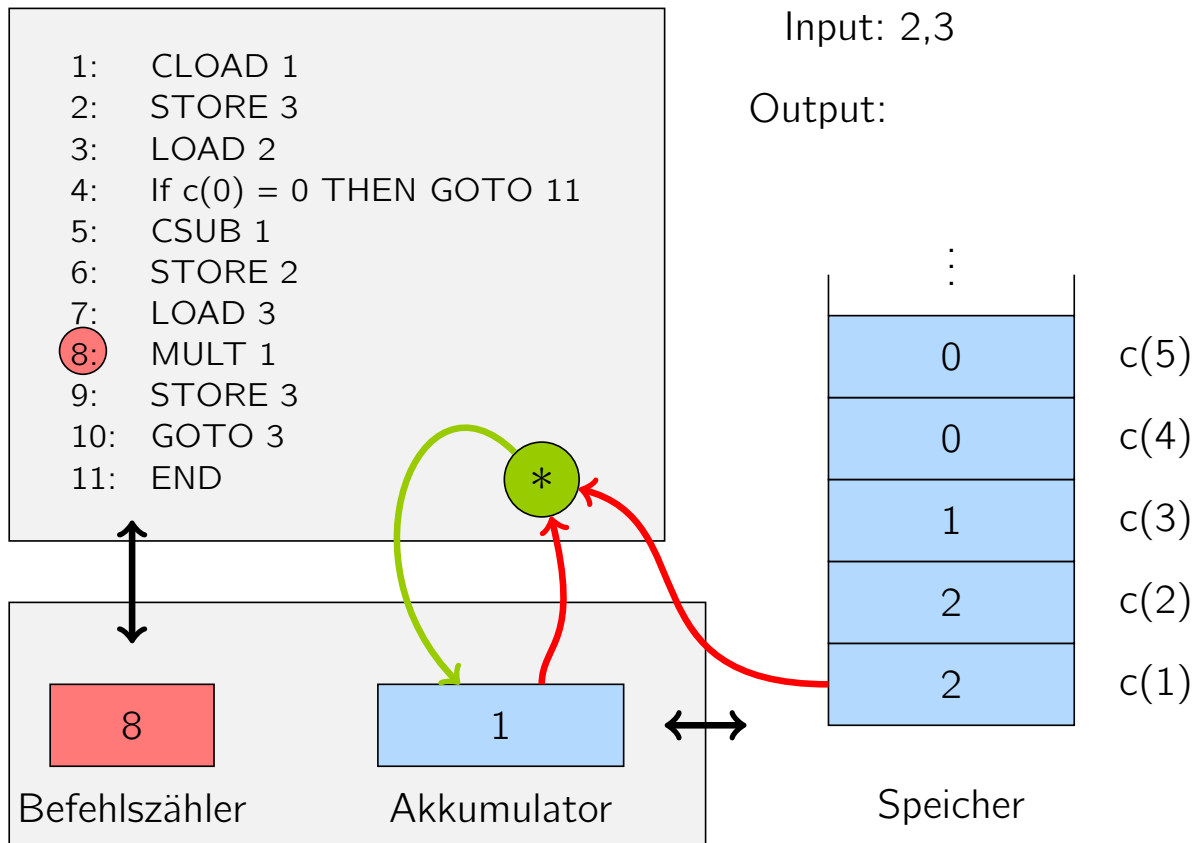 1: CLOAD 1
2: STORE 3
3: LOAD 2
4: If c(0) = 0 THEN GOTO 11
5: CSUB 1
6: STORE 2
7: LOAD 3
8: MULT 1
9: STORE 3
10: GOTO 3
11: END
*
Input: 2,3
Output:
⋮
0 c(5)
0 c(4)
1 c(3)
2 c(2)
2 c(1)
Speicher
8
Befehlszähler
1
Akkumulator